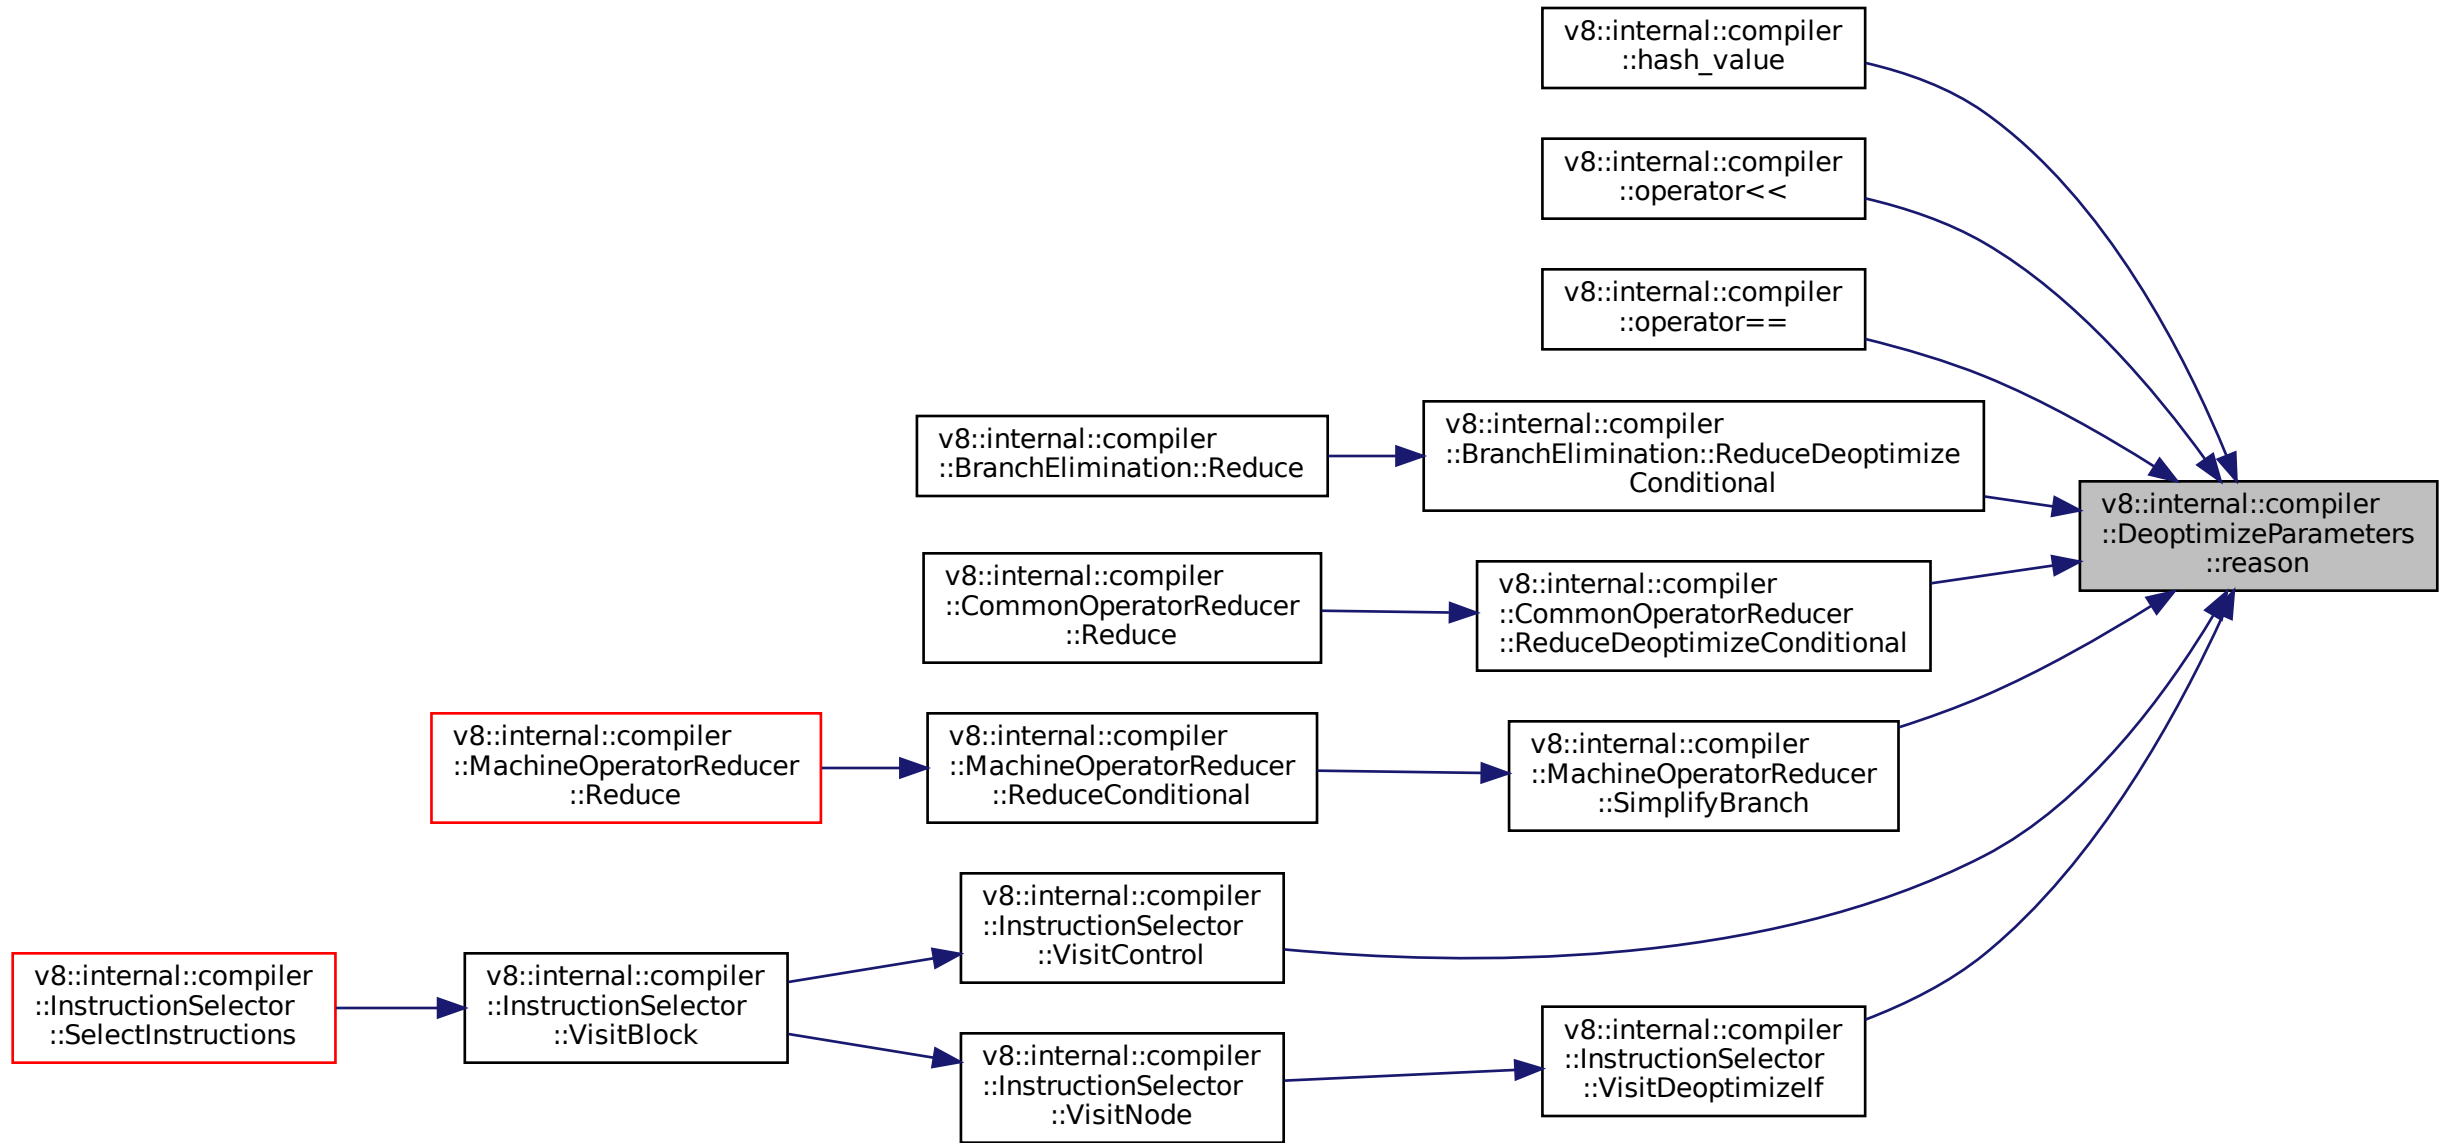 v8::internal::compiler
::hash_value
v8::internal::compiler
::operator<<
v8::internal::compiler
::operator==
v8::internal::compiler
::BranchElimination::Reduce
v8::internal::compiler
::BranchElimination::ReduceDeoptimize
Conditional
v8::internal::compiler
::DeoptimizeParameters
::reason
v8::internal::compiler
::CommonOperatorReducer
::Reduce
v8::internal::compiler
::CommonOperatorReducer
::ReduceDeoptimizeConditional
v8::internal::compiler
::MachineOperatorReducer
::Reduce
v8::internal::compiler
::MachineOperatorReducer
::ReduceConditional
v8::internal::compiler
::MachineOperatorReducer
::SimplifyBranch
v8::internal::compiler
::InstructionSelector
::VisitControl
v8::internal::compiler
::InstructionSelector
::SelectInstructions
v8::internal::compiler
::InstructionSelector
::VisitBlock
v8::internal::compiler
::InstructionSelector
::VisitNode
v8::internal::compiler
::InstructionSelector
::VisitDeoptimizeIf